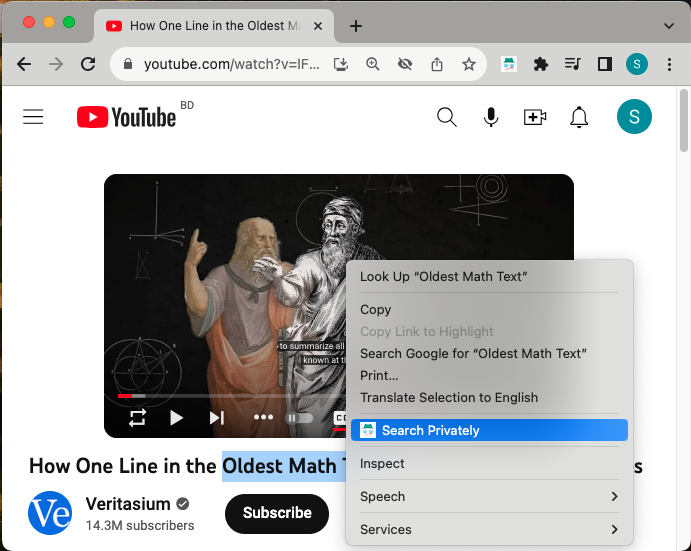 How One Line in the Oldest Ma
youtube.com/watch?v=lF...
S
YouTube BD
S
to summarize all
known at th
Look Up “Oldest Math Text”
Copy
Copy Link to Highlight
Search Google for “Oldest Math Text”
Print...
Translate Selection to English
Search Privately
Inspect
Speech
Services
How One Line in the Oldest Math T
s
Ve
Veritasium
14.3M subscribers
Subscribe